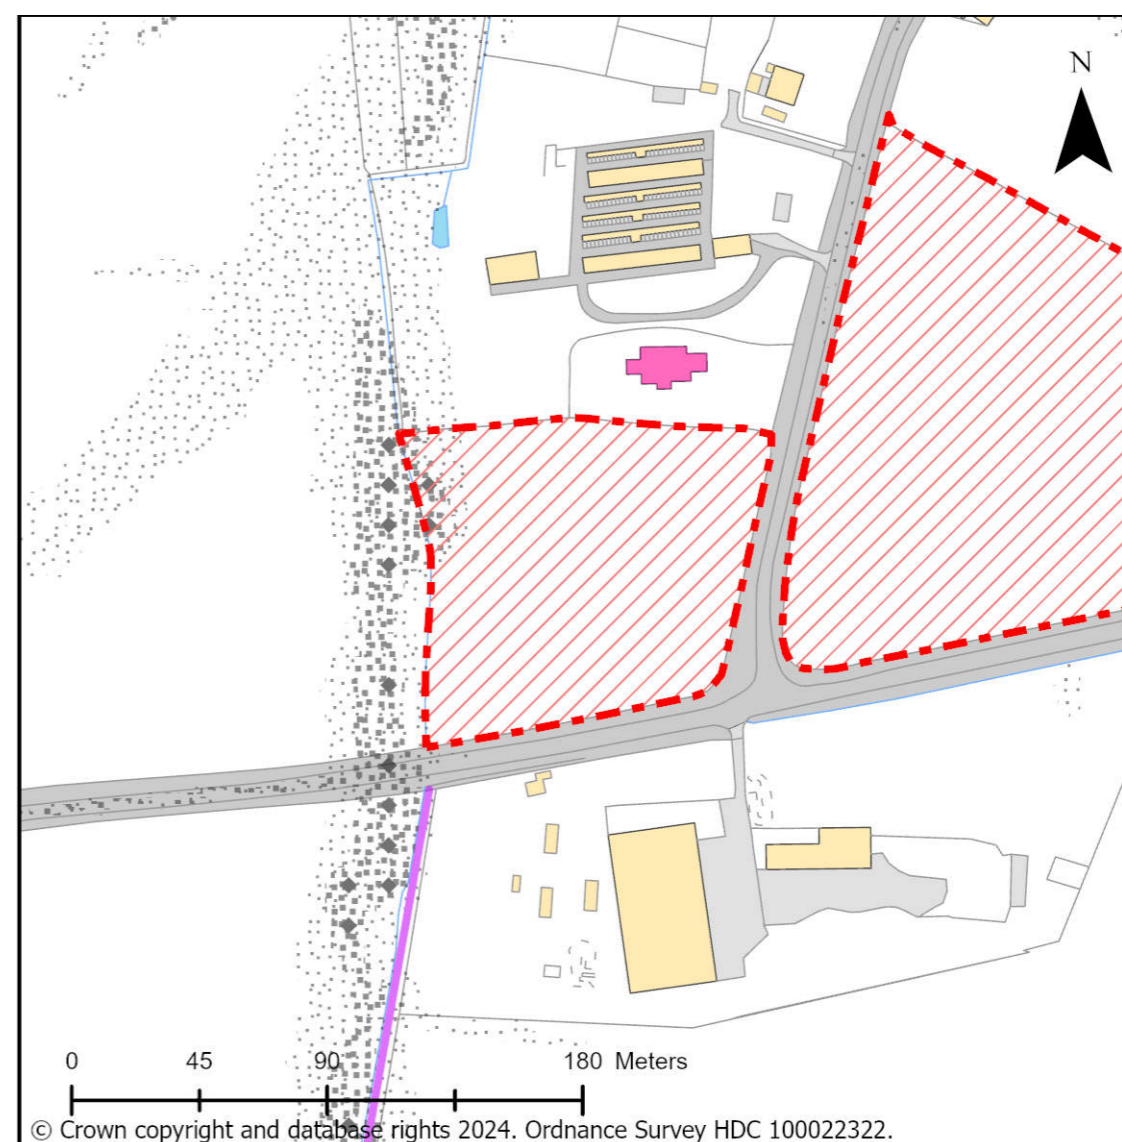 N
0 45 90 180 Meters
© Crown copyright and database rights 2024. Ordnance Survey HDC 100022322.